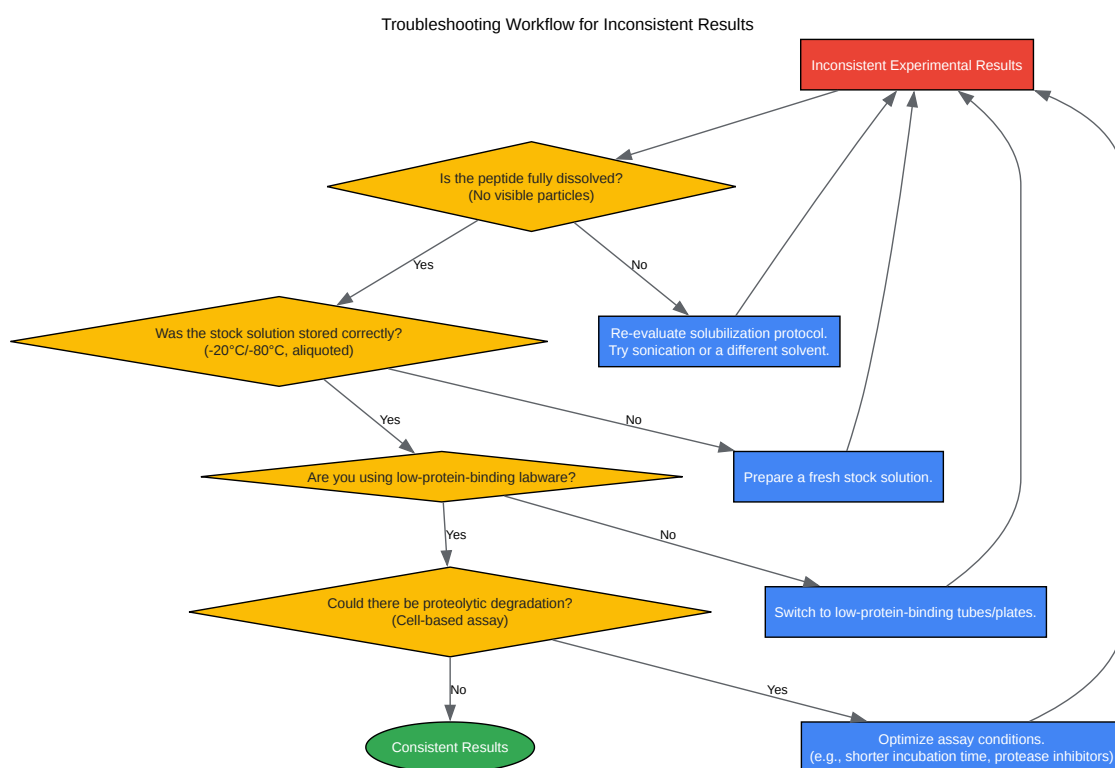 Troubleshooting Workflow for Inconsistent Results
Inconsistent Experimental Results
Is the peptide fully dissolved?
(No visible particles)
Yes
No
Was the stock solution stored correctly?
(-20°C/-80°C, aliquoted)
Re-evaluate solubilization protocol.
Try sonication or a different solvent.
Yes
No
Are you using low-protein-binding labware?
Prepare a fresh stock solution.
Yes
No
Could there be proteolytic degradation?
(Cell-based assay)
Switch to low-protein-binding tubes/plates.
No
Yes
Consistent Results
Optimize assay conditions.
(e.g., shorter incubation time, protease inhibitors)